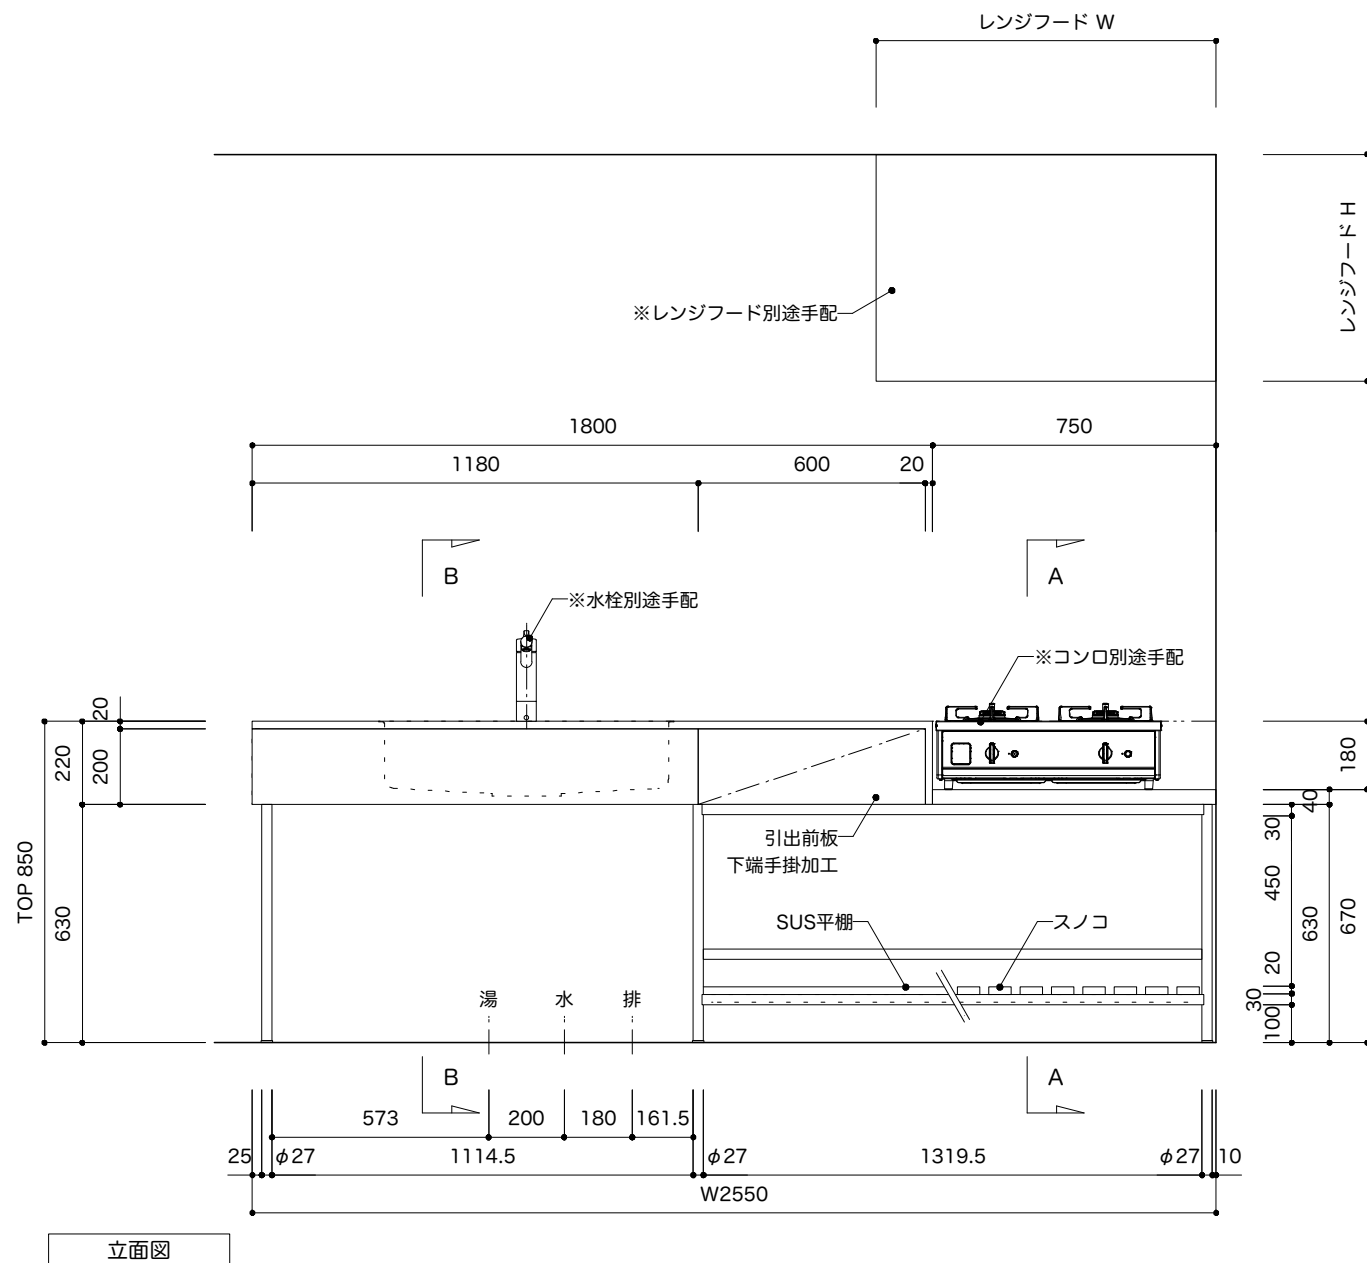 レンジフード W
レンジフード H
※レンジフード別途手配
1800
750
1180
600
20
B
A
※水栓別途手配
※コンロ別途手配
20
220
200
TOP 850
630
180
40
30
450
630
670
20
30
100
引出前板
下端手掛加工
SUS平棚
スノコ
湯
水
排
B
A
573
200
180
161.5
25
φ27
1114.5
φ27
1319.5
φ27
10
W2550
立面図